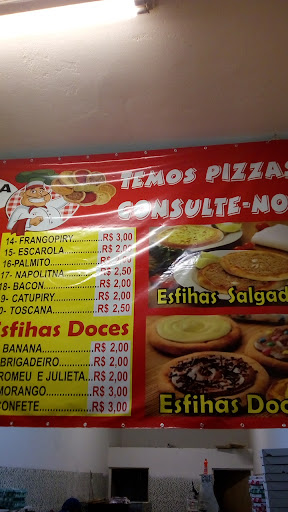 A
TEMOS PIZZAS
CONSULTE-NO
14- FRANGOPIRY...........R$ 3,00
15- ESCAROLA............R$ 2,00
16-PALMITO...............R$ 2,50
17- NAPOLITNA.........R$ 2,50
18- BACON...............R$ 2,00
9- CATUPIRY...........R$ 2,00
0- TOSCANA.............R$ 2,50
Esfihas Salgad
sfihas Doces
BANANA...................R$ 2,00
BRIGADEIRO............R$ 2,00
ROMEU E JULIETA...R$ 2,00
MORANGO................R$ 3,00
CONFETE..................R$ 3,00
Esfihas Doc